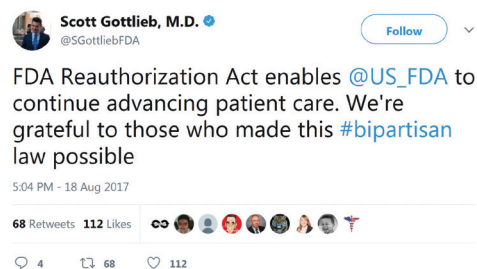 Scott Gottlieb, M.D.
Follow
@SGottliebFDA
FDA Reauthorization Act enables @US_FDA to
continue advancing patient care. We're
grateful to those who made this #bipartisan
law possible
5:04 PM - 18 Aug 2017
68 Retweets 112 Likes
4 68 112